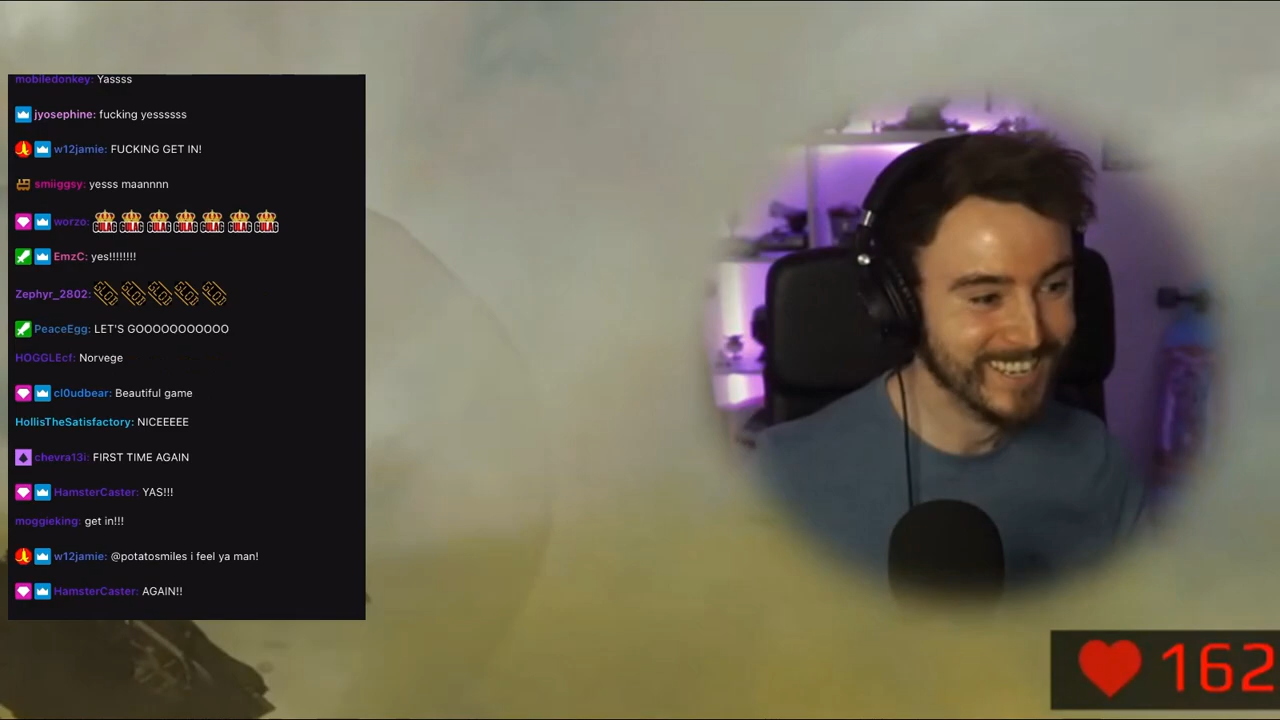 mobiledonkey: Yassss
jyosephine: fucking yessssss
w12jamie: FUCKING GET IN!
smiiggsy: yesss maannnn
worzo: GULAG GULAG GULAG GULAG GULAG GULAG GULAG
EmzC: yes!!!!!!!!
Zephyr_2802:
PeaceEgg: LET'S GOOOOOOOOOOO
HOGGLEcf: Norvege
cl0udbear: Beautiful game
HollisTheSatisfactory: NICEEEEE
chevra13i: FIRST TIME AGAIN
HamsterCaster: YAS!!!
moggieking: get in!!!
w12jamie: @potatosmiles i feel ya man!
HamsterCaster: AGAIN!!
162